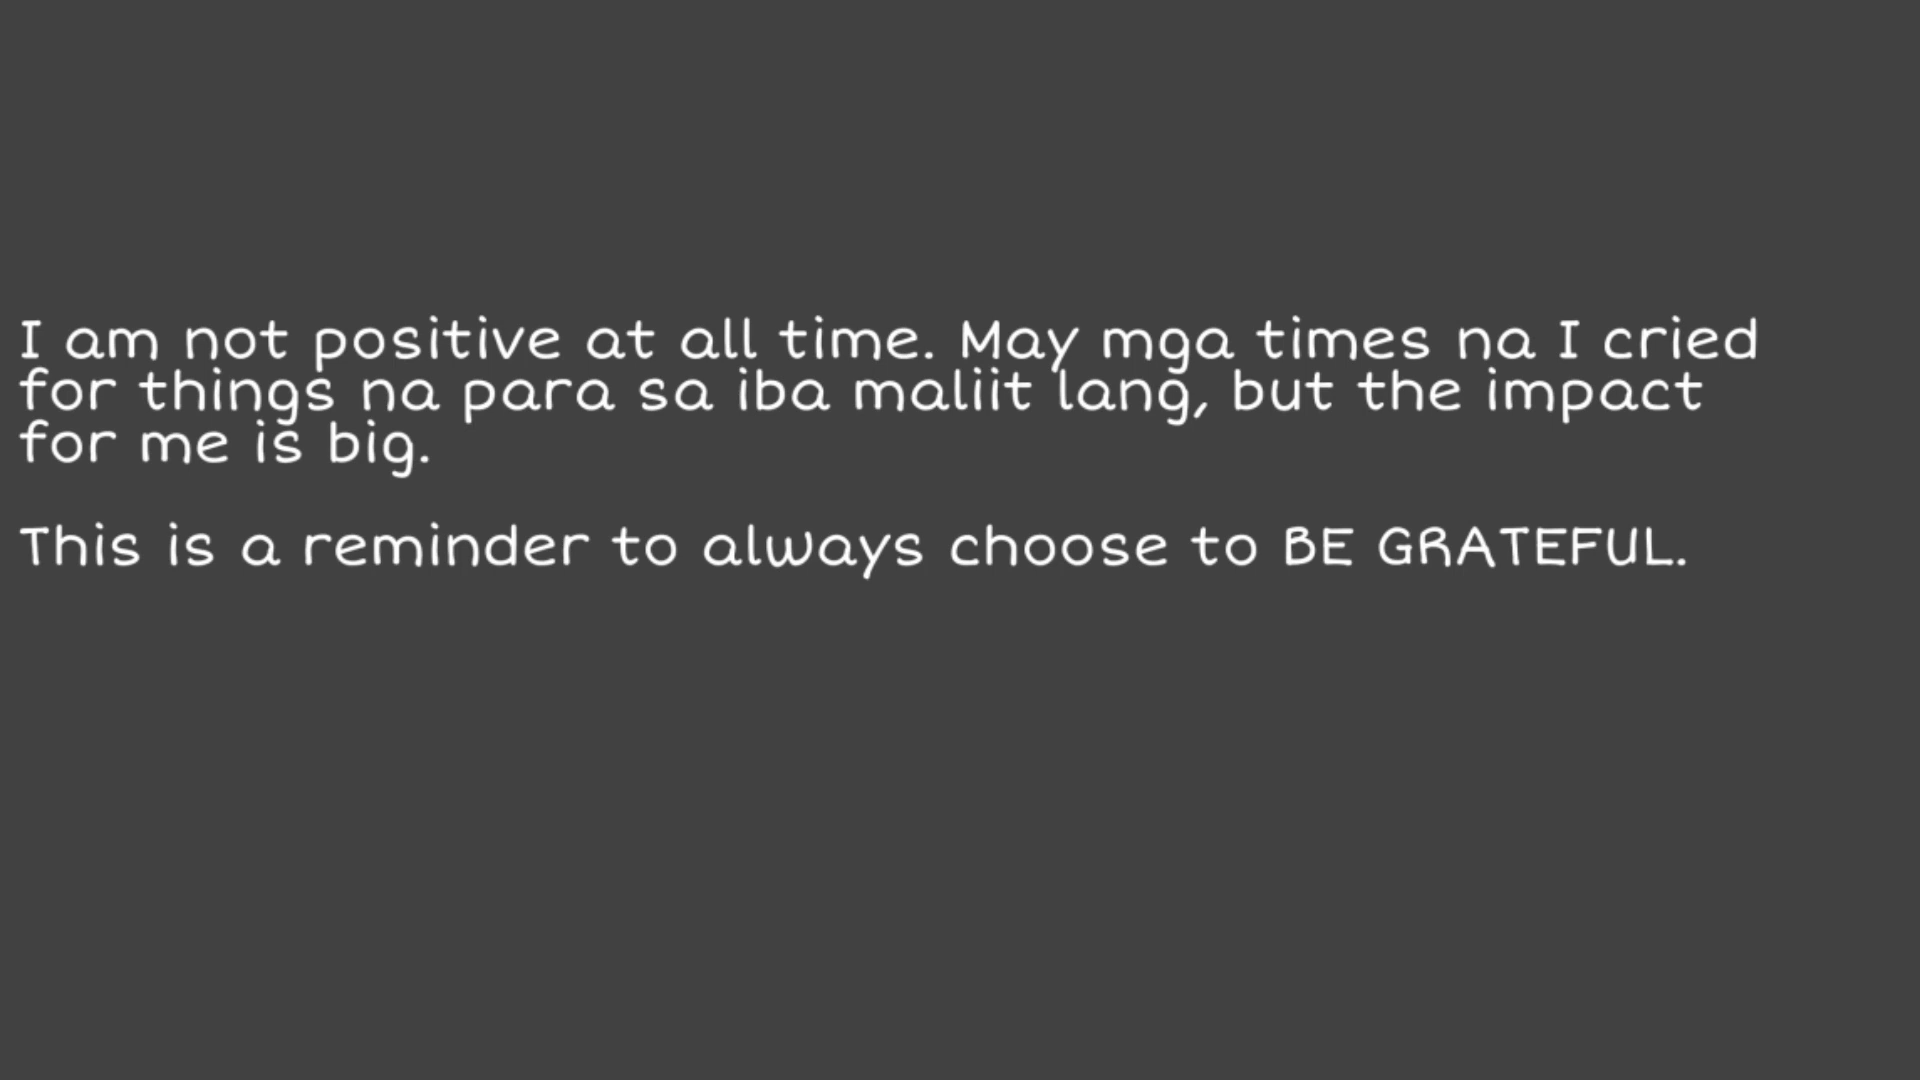 I am not positive at all time. May mga times na I cried
for things na para sa iba maliit lang, but the impact
for me is big.
This is a reminder to always choose to BE GRATEFUL.